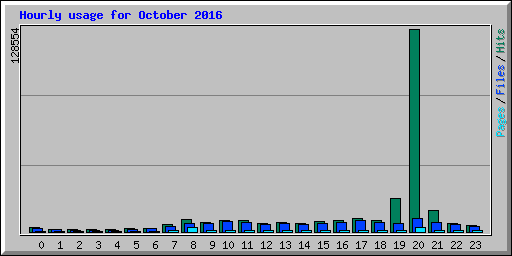 Hourly usage for October 2016
128554
Pages/Files/Hits
0 1 2 3 4 5 6 7 8 9 10 11 12 13 14 15 16 17 18 19 20 21 22 23